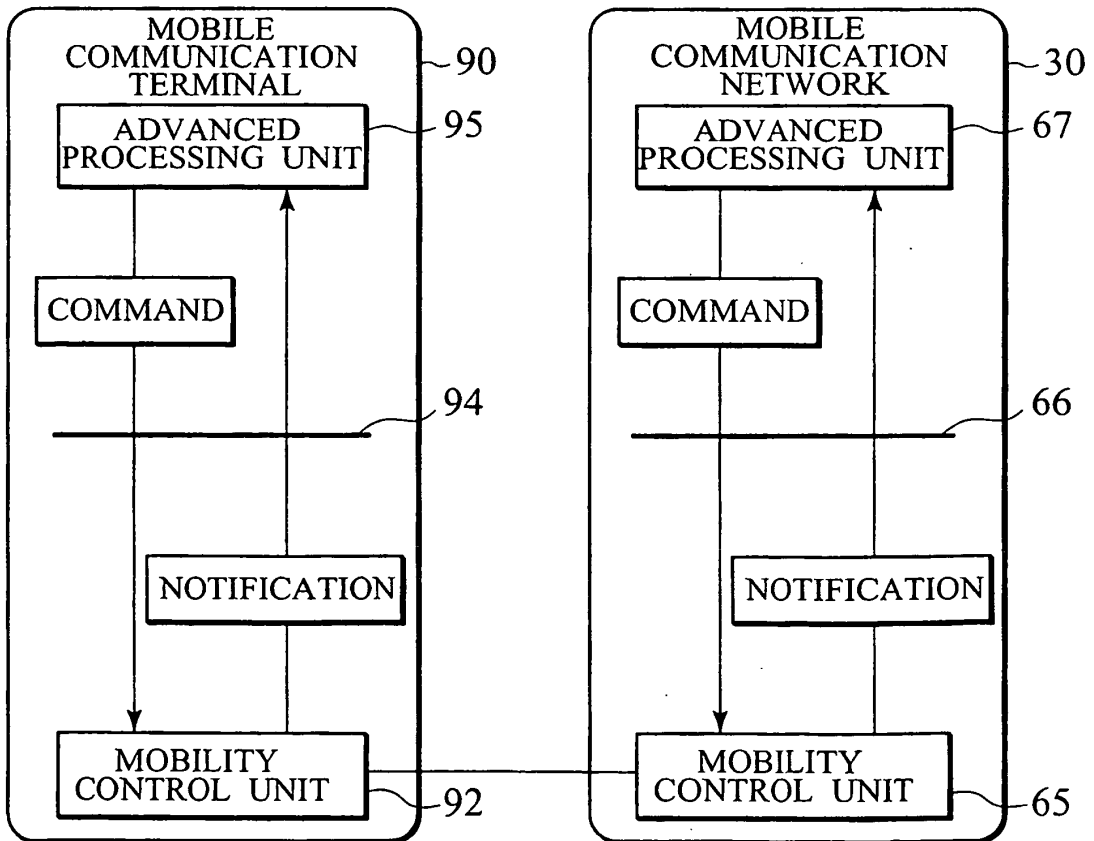 MOBILE
COMMUNICATION
TERMINAL
90
ADVANCED
PROCESSING UNIT
95
COMMAND
94
NOTIFICATION
MOBILITY
CONTROL UNIT
92
MOBILE
COMMUNICATION
NETWORK
30
ADVANCED
PROCESSING UNIT
67
COMMAND
66
NOTIFICATION
MOBILITY
CONTROL UNIT
65